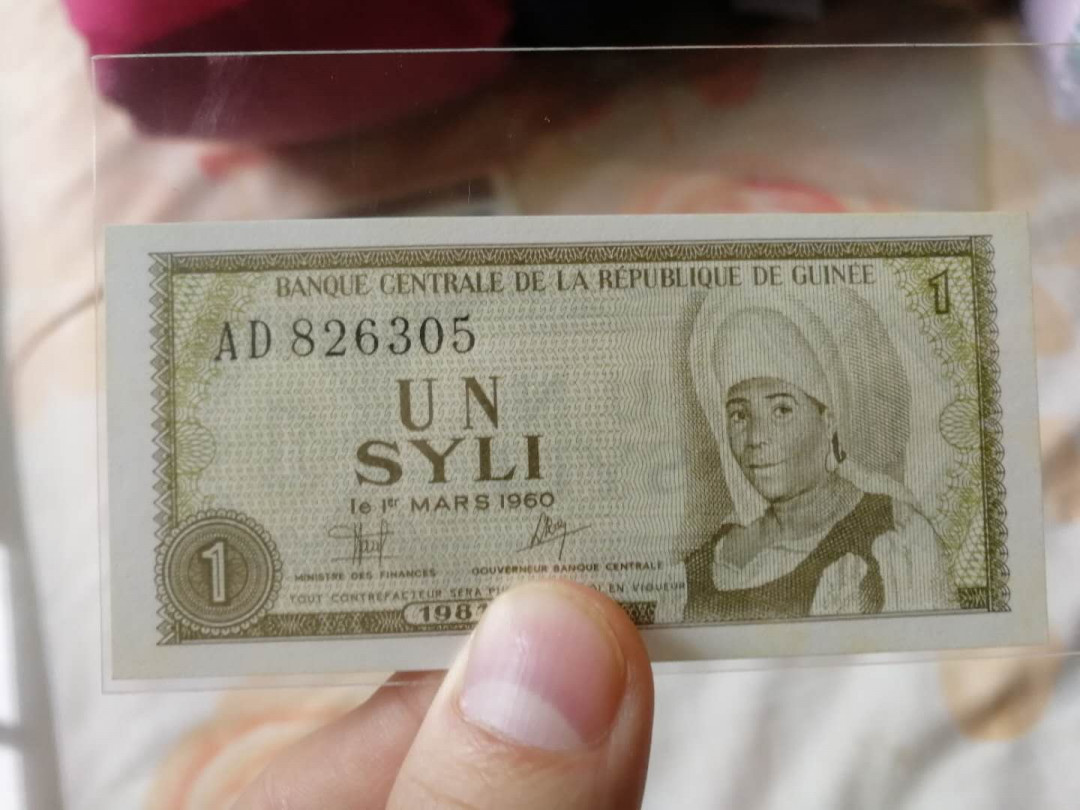 BANQUE CENTRALE DE LA RÉPUBLIQUE DE GUINÉE
1
AD 826305
UN
SYLI
le 1er MARS 1960
MINISTRE DES FINANCES
GOUVERNEUR BANQUE CENTRALE
TOUT CONTREFACTEUR SERA EN VIGUEUR
1